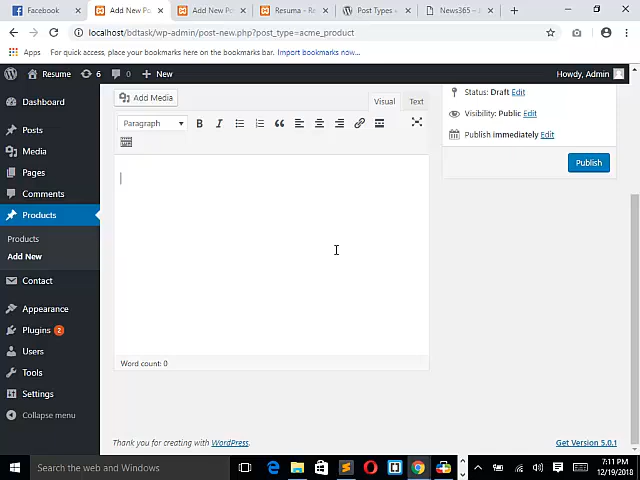 Facebook
Add New Po
Add New Po
Resuma - Re
Post Types -
News365 -
localhost/bdtask/wp-admin/post-new.php?post_type=acme_product
Apps For quick access, place your bookmarks here on the bookmarks bar. Import bookmarks now...
Resume 6 0 New Howdy, Admin
Dashboard
Posts
Media
Pages
Comments
Products
Products
Add New
Contact
Appearance
Plugins 2
Users
Tools
Settings
Collapse menu
Add Media
Visual Text
Paragraph
B I
Word count: 0
Status: Draft Edit
Visibility: Public Edit
Publish immediately Edit
Publish
Thank you for creating with WordPress.
Get Version 5.0.1
Search the web and Windows
7:11 PM
12/19/2018